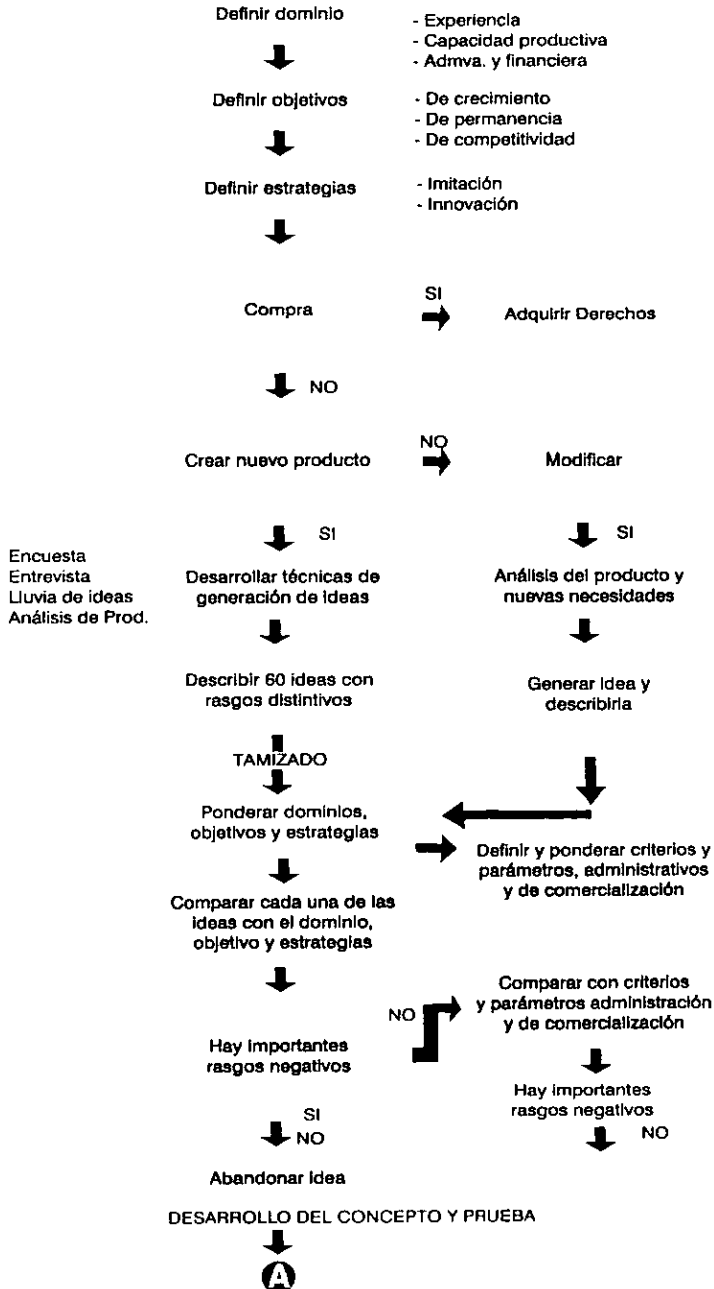 Definir dominio
- Experiencia
- Capacidad productiva
- Admva. y financiera
Definir objetivos
- De crecimiento
- De permanencia
- De competitividad
Definir estrategias
- Imitación
- Innovación
Compra
SI
Adquirir Derechos
NO
Crear nuevo producto
NO
Modificar
SI
SI
Encuesta
Entrevista
Lluvia de ideas
Análisis de Prod.
Desarrollar técnicas de
generación de ideas
Análisis del producto y
nuevas necesidades
Describir 60 ideas con
rasgos distintivos
Generar idea y
describirla
TAMIZADO
Ponderar dominios,
objetivos y estrategias
Definir y ponderar criterios y
parámetros, administrativos
y de comercialización
Comparar cada una de las
ideas con el dominio,
objetivo y estrategias
Comparar con criterios
y parámetros administración
y de comercialización
NO
Hay importantes
rasgos negativos
Hay importantes
rasgos negativos
SI
NO
NO
Abandonar idea
DESARROLLO DEL CONCEPTO Y PRUEBA
A